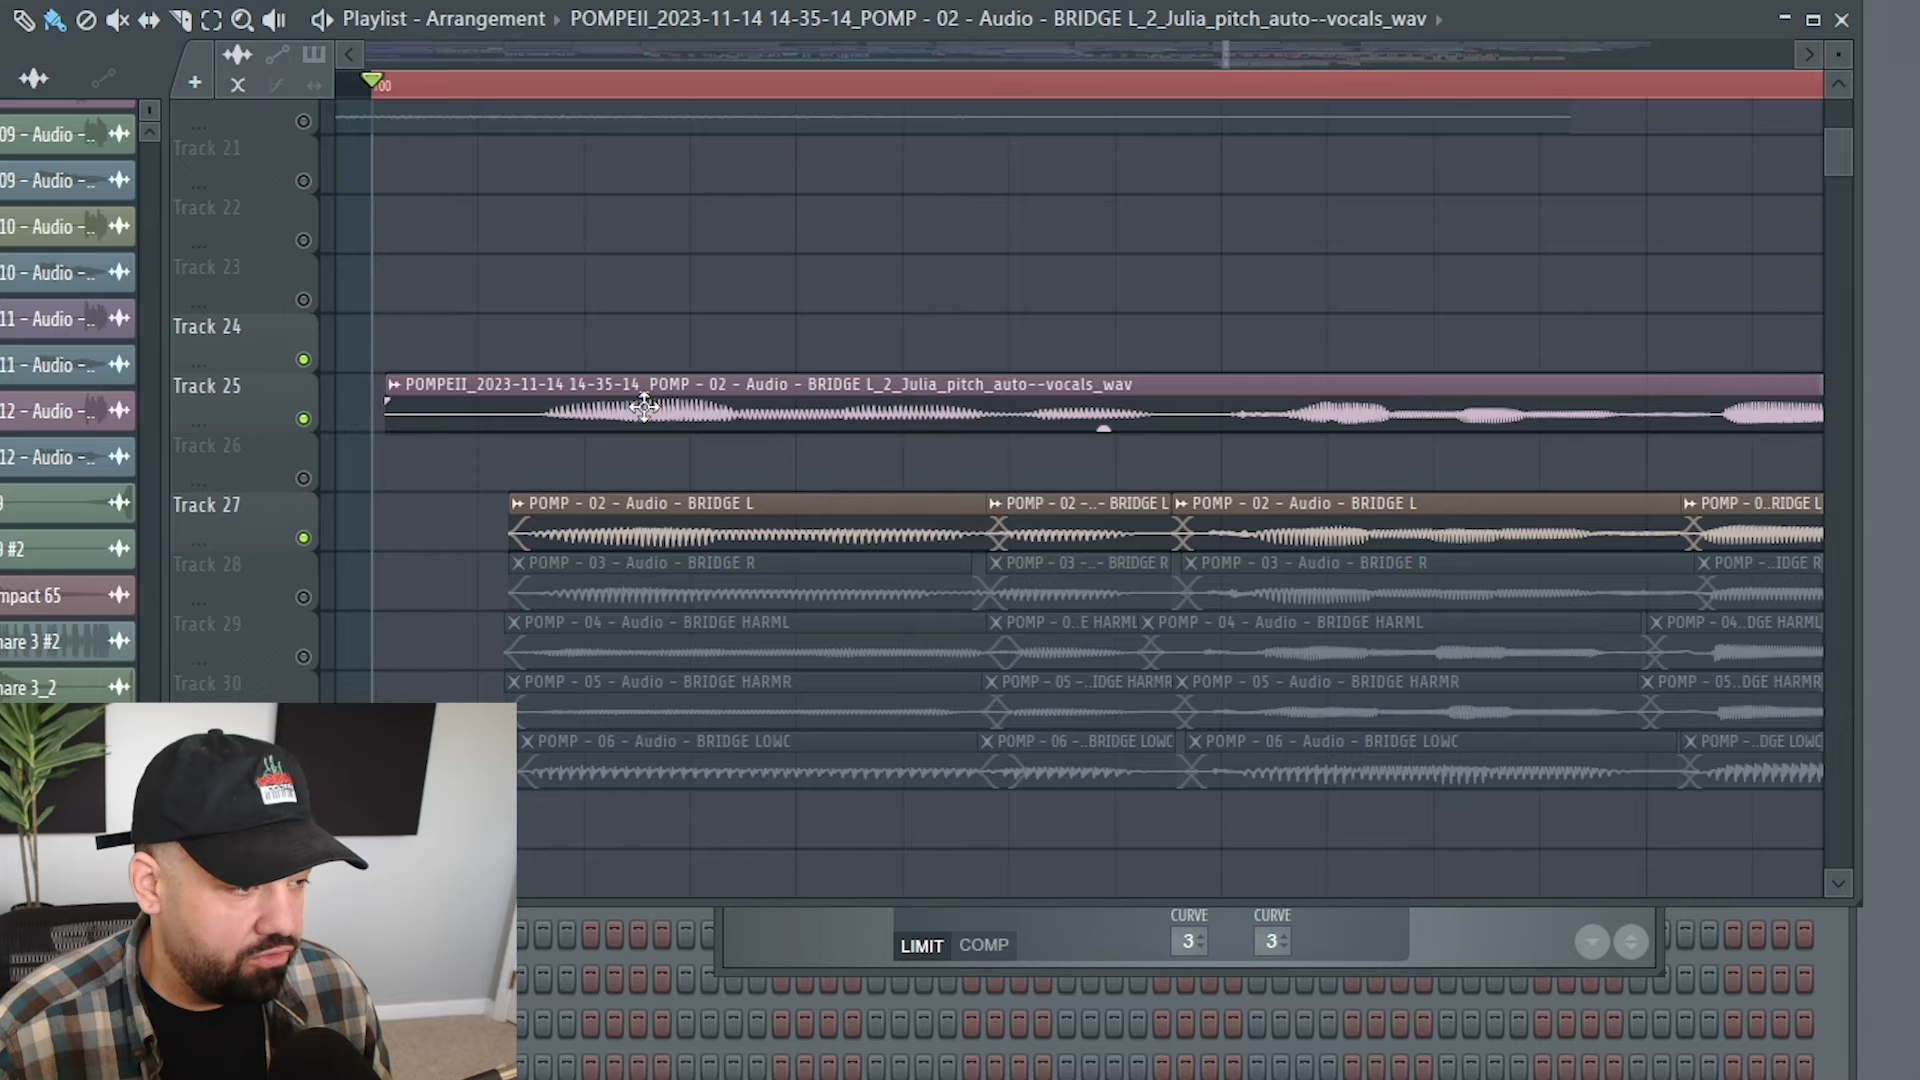 Playlist - Arrangement › POMPEII_2023-11-14 14-35-14_POMP - 02 - Audio - BRIDGE L_2_Julia_pitch_auto--vocals_wav ›
09 - Audio -..
09 - Audio -..
10 - Audio -..
10 - Audio -..
11 - Audio -..
11 - Audio -..
12 - Audio -..
12 - Audio -..
#2
mpact 65
are 3 #2
are 3_2
Track 21
Track 22
Track 23
Track 24
Track 25
POMPEII_2023-11-14 14-35-14_POMP - 02 - Audio - BRIDGE L_2_Julia_pitch_auto--vocals_wav
Track 26
Track 27
POMP - 02 - Audio - BRIDGE L POMP - 02 -..- BRIDGE L POMP - 02 - Audio - BRIDGE L POMP - 0..RIDGE L
Track 28
POMP - 03 - Audio - BRIDGE R POMP - 03 -..- BRIDGE R POMP - 03 - Audio - BRIDGE R POMP -..IDGE R
Track 29
POMP - 04 - Audio - BRIDGE HARML POMP - 0..E HARML POMP - 04 - Audio - BRIDGE HARML POMP - 04..DGE HARML
Track 30
POMP - 05 - Audio - BRIDGE HARMR POMP - 05 -..IDGE HARMR POMP - 05 - Audio - BRIDGE HARMR POMP - 05..DGE HARMR
POMP - 06 - Audio - BRIDGE LOWC POMP - 06 -..BRIDGE LOWC POMP - 06 - Audio - BRIDGE LOWC POMP -..DGE LOWC
CURVE CURVE
LIMIT COMP 3 3